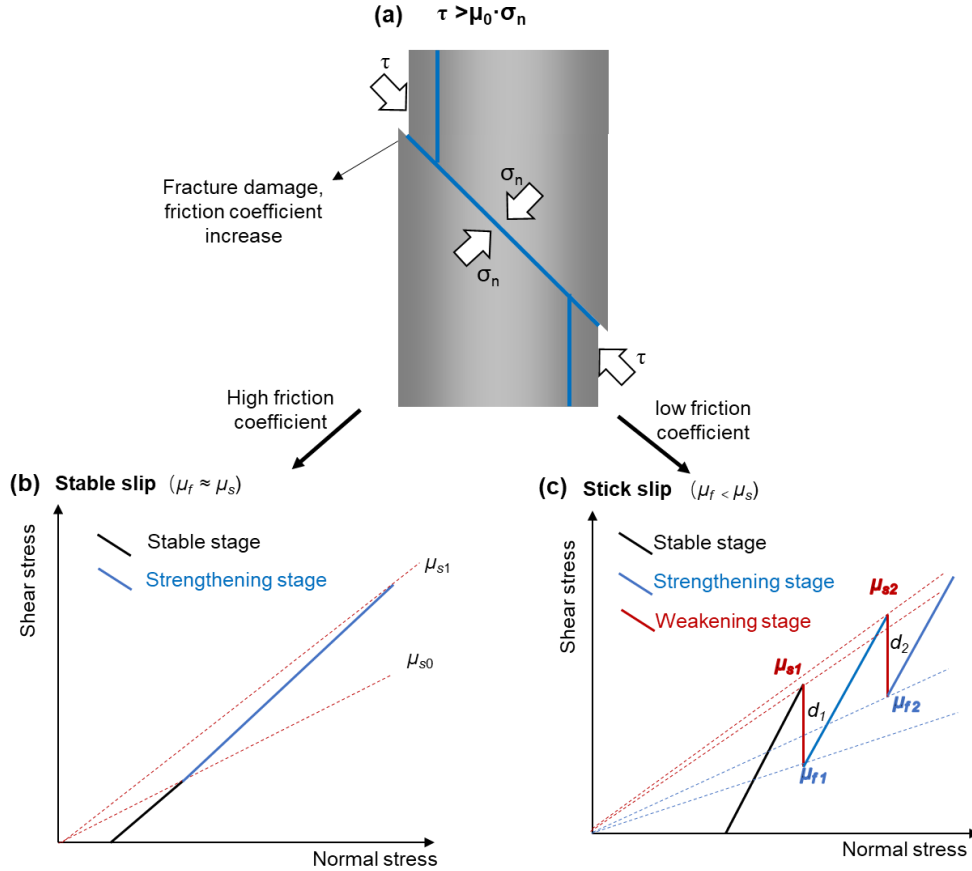 (a) τ >μ₀·σₙ
τ
σₙ
Fracture damage,
friction coefficient
increase
σₙ
τ
High friction
coefficient
low friction
coefficient
(b) Stable slip (μf ≈ μs)
Shear stress
Stable stage
Strengthening stage
μs1
μs0
Normal stress
(c) Stick slip (μf < μs)
Shear stress
Stable stage
Strengthening stage
Weakening stage
μs2
μs1
d₂
d₁
μf2
μf1
Normal stress